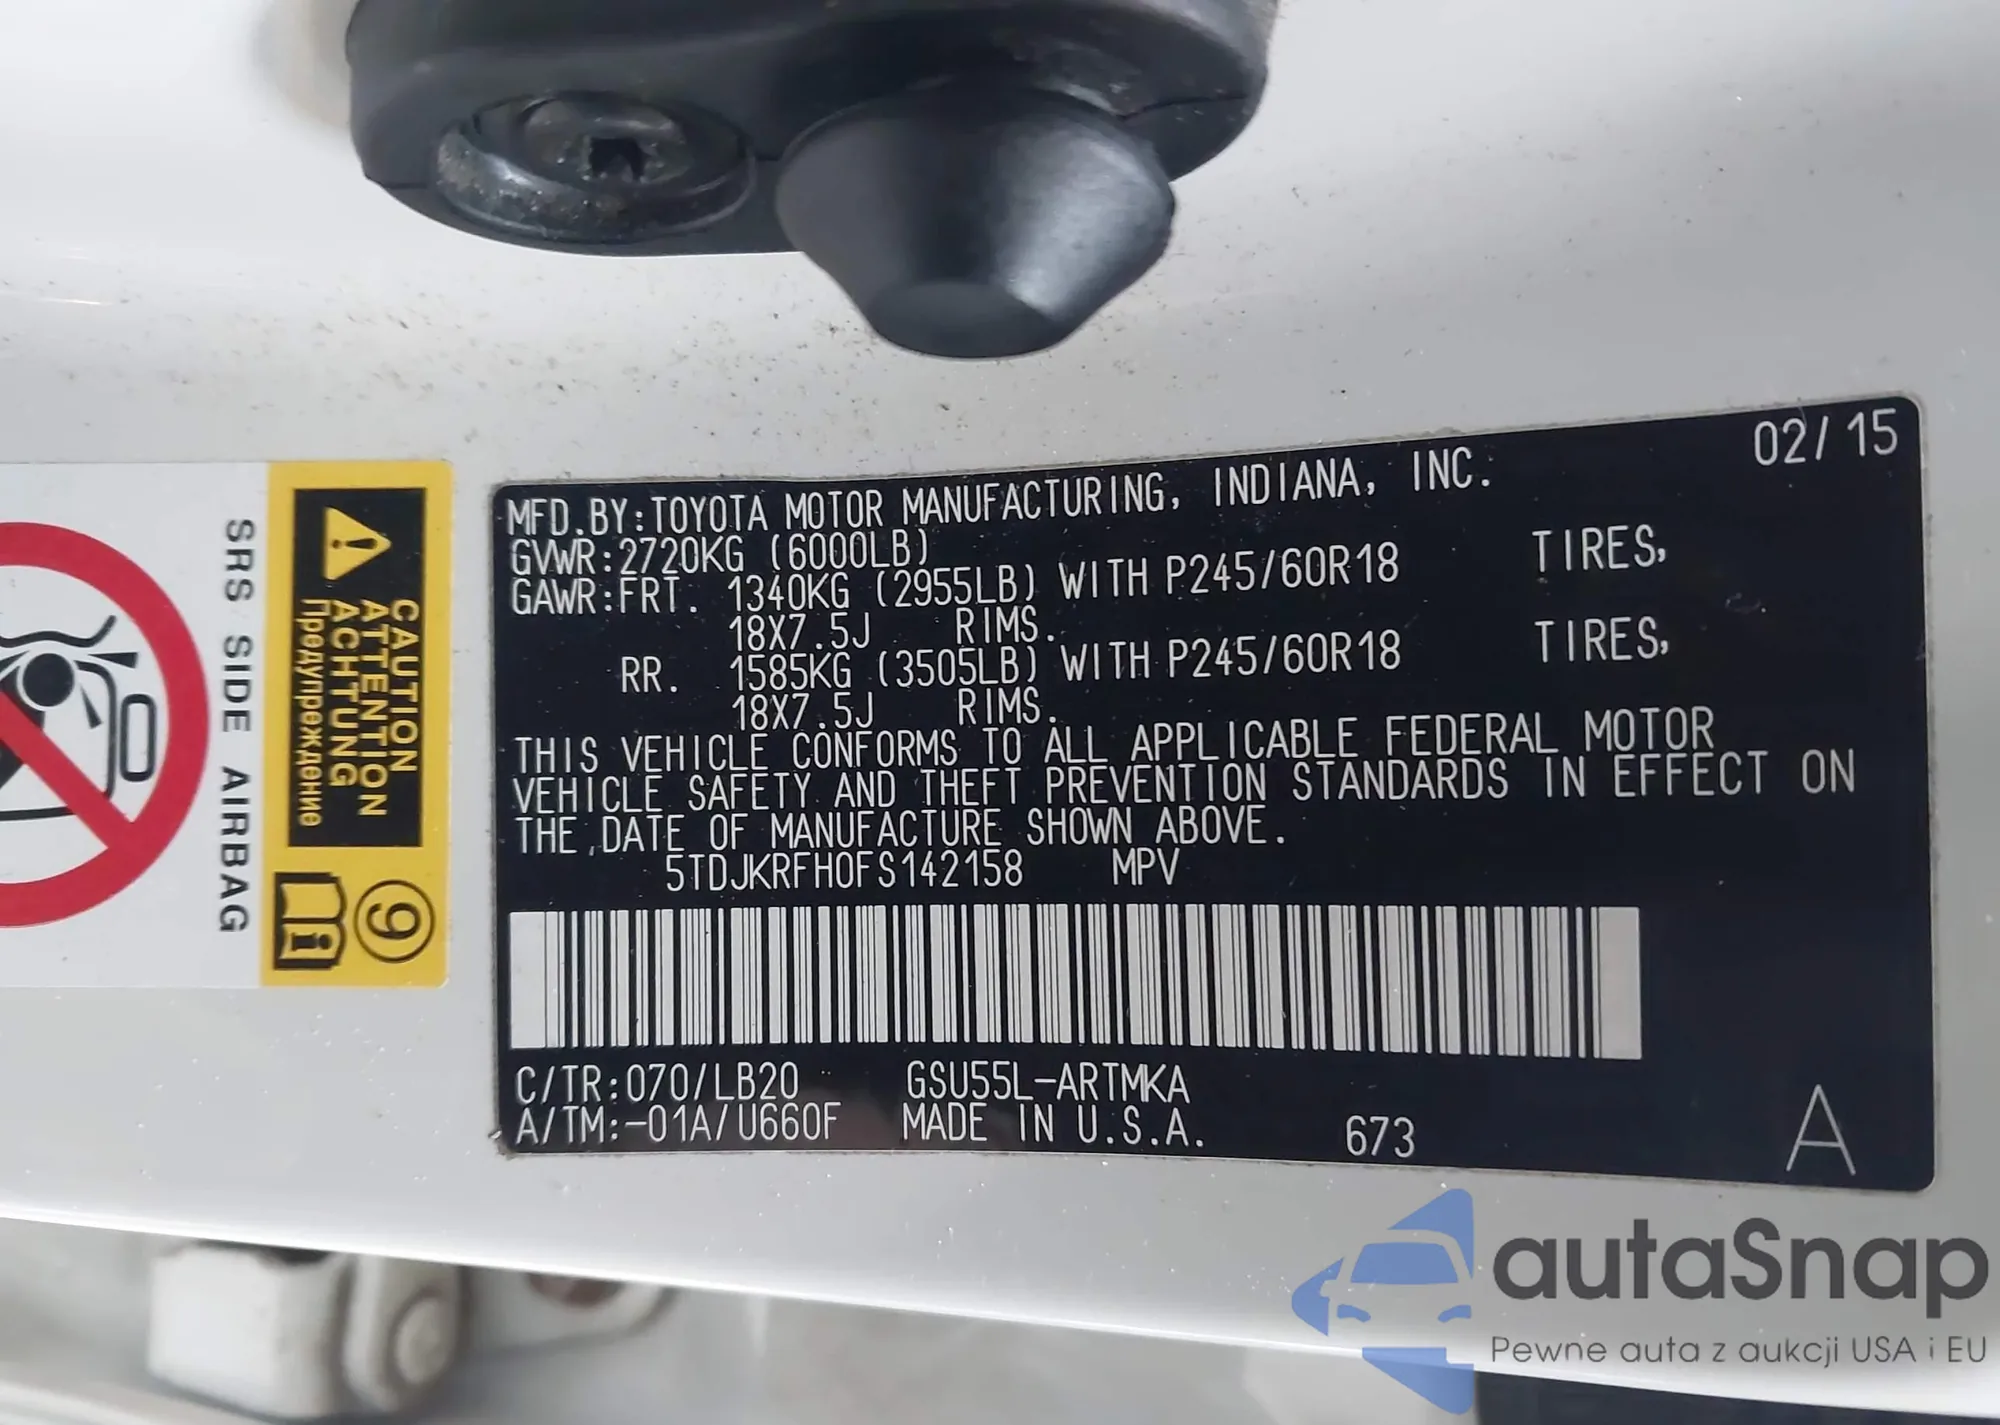 02/15
MFD.BY:TOYOTA MOTOR MANUFACTURING, INDIANA, INC.
GVWR:2720KG (6000LB)
GAWR:FRT. 1340KG (2955LB) WITH P245/60R18 TIRES,
18X7.5J RIMS.
RR. 1585KG (3505LB) WITH P245/60R18 TIRES,
18X7.5J RIMS.
THIS VEHICLE CONFORMS TO ALL APPLICABLE FEDERAL MOTOR
VEHICLE SAFETY AND THEFT PREVENTION STANDARDS IN EFFECT ON
THE DATE OF MANUFACTURE SHOWN ABOVE.
5TDJKRFH0FS142158 MPV
C/TR:070/LB20 GSU55L-ARTMKA
A/TM:-01A/U660F MADE IN U.S.A. 673
A
CAUTION
ATTENTION
ACHTUNG
Предупреждение
9
i
SRS SIDE AIRBAG
autaSnap
Pewne auta z aukcji USA i EU